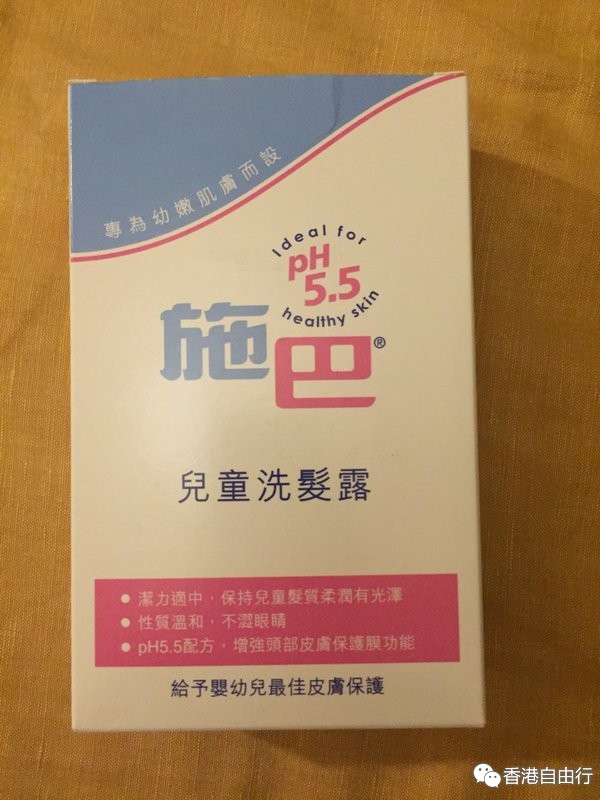 專為幼嫩肌膚而設
Ideal for
pH
5.5
healthy skin
施巴®
兒童洗髮露
● 潔力適中，保持兒童髮質柔潤有光澤
● 性質溫和，不澀眼睛
● pH5.5配方，增強頭部皮膚保護膜功能
給予嬰幼兒最佳皮膚保護
香港自由行